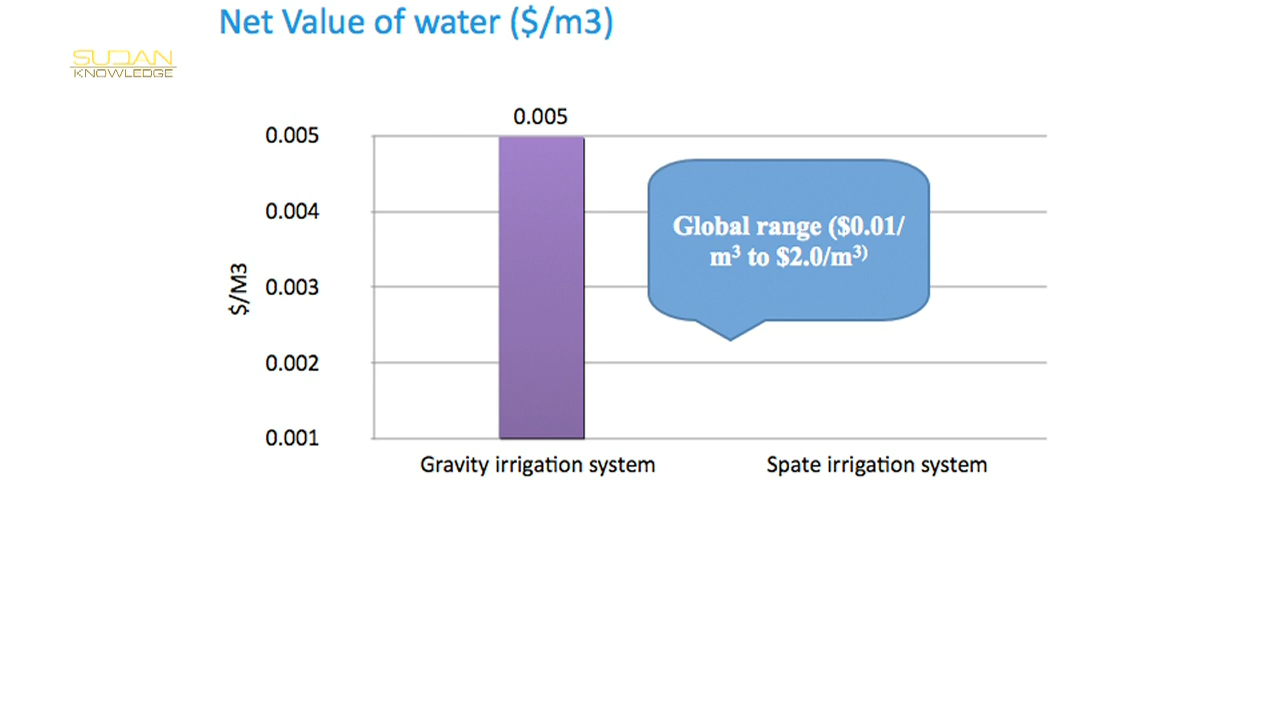 Net Value of water ($/m3)
SUDAN
KNOWLEDGE
0.005
0.005
0.004
0.003
0.002
0.001
$/M3
Global range ($0.01/
m³ to $2.0/m³⁾
Gravity irrigation system
Spate irrigation system